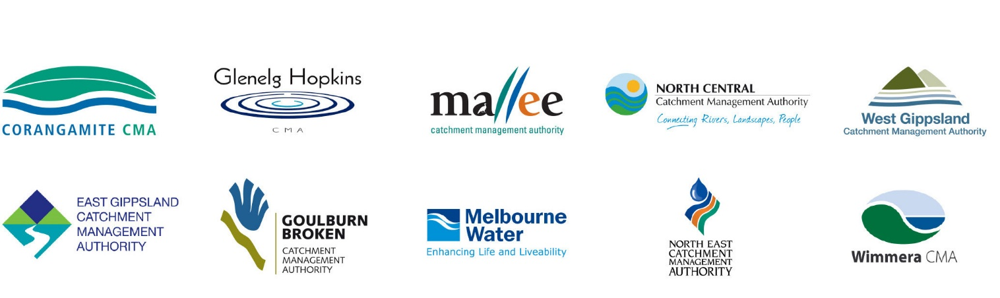 CORANGAMITE CMA
Glenelg Hopkins
CMA
mallee
catchment management authority
NORTH CENTRAL
Catchment Management Authority
Connecting Rivers, Landscapes, People
West Gippsland
Catchment Management Authority
EAST GIPPSLAND
CATCHMENT
MANAGEMENT
AUTHORITY
GOULBURN
BROKEN
CATCHMENT
MANAGEMENT
AUTHORITY
Melbourne
Water
Enhancing Life and Liveability
NORTH EAST
CATCHMENT
MANAGEMENT
AUTHORITY
Wimmera CMA